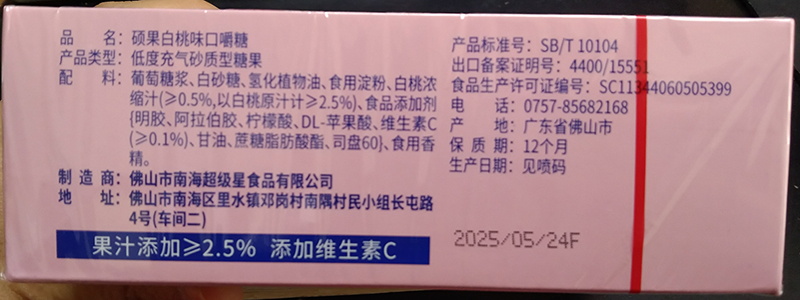 品 名：硕果白桃味口嚼糖
产品类型：低度充气砂质型糖果
配 料：葡萄糖浆、白砂糖、氢化植物油、食用淀粉、白桃浓
缩汁(≥0.5%,以白桃原汁计≥2.5%)、食品添加剂
{明胶、阿拉伯胶、柠檬酸、DL-苹果酸、维生素C
(≥0.1%)、甘油、蔗糖脂肪酸酯、司盘60}、食用香
精。
制 造 商：佛山市南海超级星食品有限公司
地 址：佛山市南海区里水镇邓岗村南隅村民小组长屯路
4号(车间二)
果汁添加≥2.5% 添加维生素C
产品标准号：SB/T 10104
出口备案证明号：4400/15551
食品生产许可证编号：SC11344060505399
电 话：0757-85682168
产 地：广东省佛山市
保 质 期：12个月
生产日期：见喷码
2025/05/24F